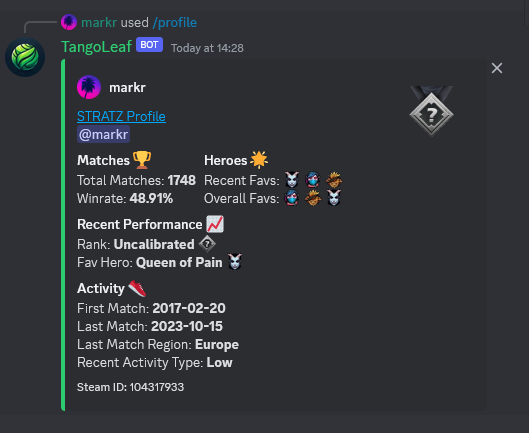 markr used /profile
TangoLeaf BOT Today at 14:28
markr
?
STRATZ Profile
@markr
Matches
Total Matches: 1748
Winrate: 48.91%
Heroes
Recent Favs:
Overall Favs:
Recent Performance
Rank: Uncalibrated ?
Fav Hero: Queen of Pain
Activity
First Match: 2017-02-20
Last Match: 2023-10-15
Last Match Region: Europe
Recent Activity Type: Low
Steam ID: 104317933